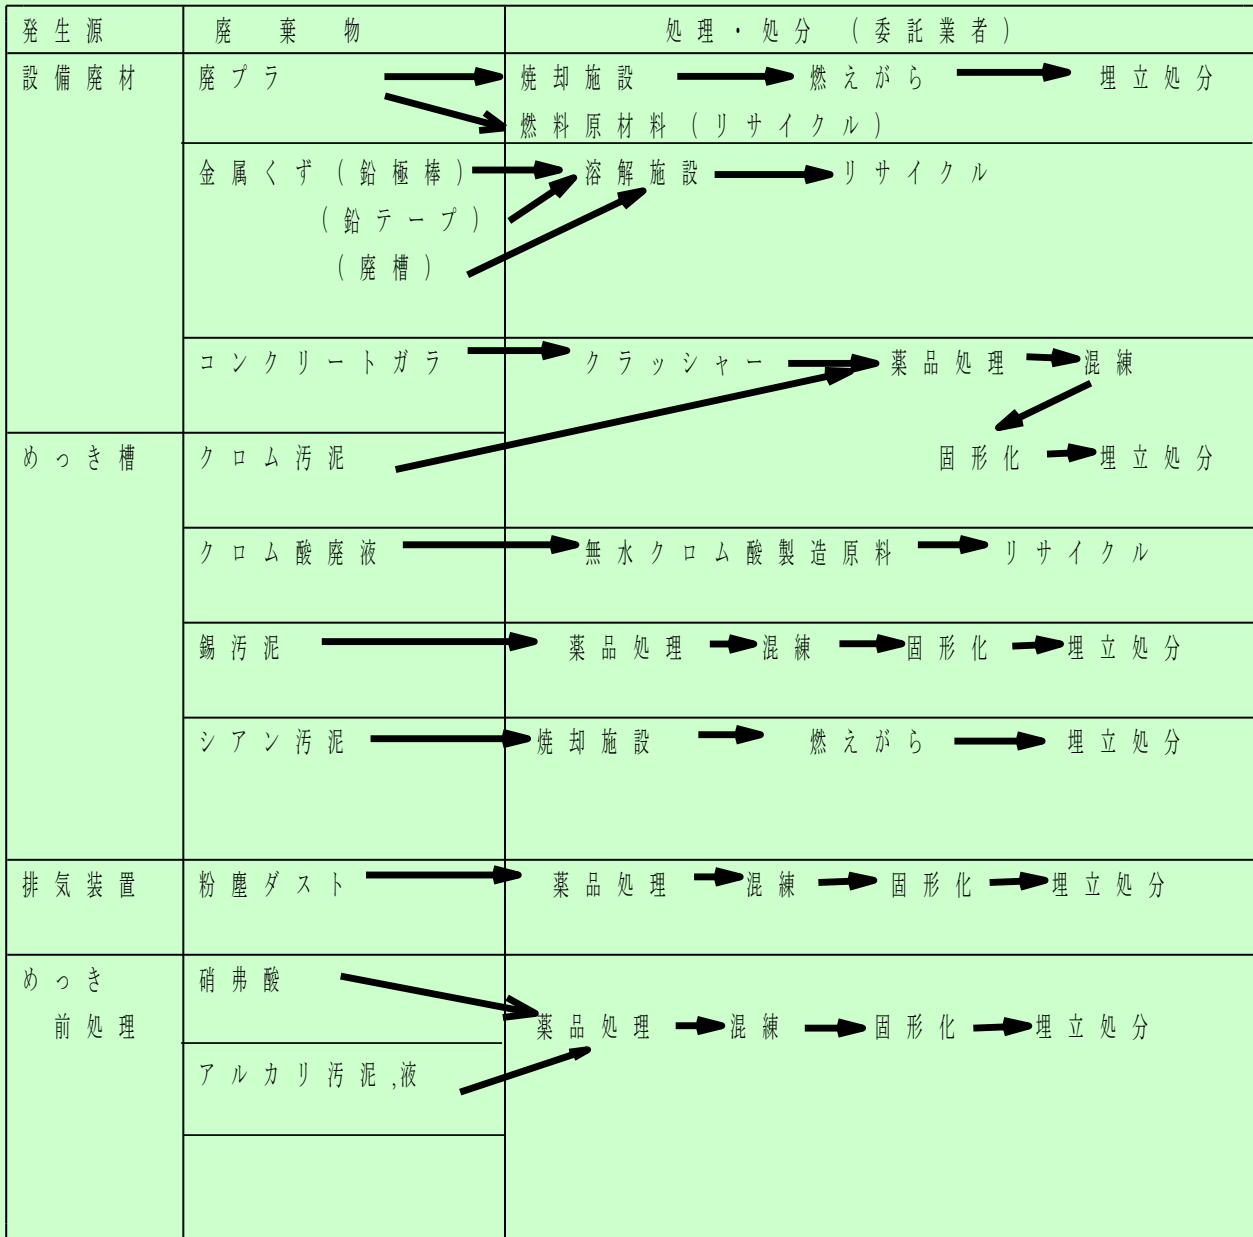 発生源 廃棄物 処理・処分 (委託業者)
設備廃材 廃プラ 焼却施設 燃えがら 埋立処分
燃料原材料(リサイクル)
金属くず(鉛極棒) 溶解施設 リサイクル
(鉛テープ)
(廃槽)
コンクリートガラ クラッシャー 薬品処理 混練
めっき槽 クロム汚泥 固形化 埋立処分
クロム酸廃液 無水クロム酸製造原料 リサイクル
錫汚泥 薬品処理 混練 固形化 埋立処分
シアン汚泥 焼却施設 燃えがら 埋立処分
排気装置 粉塵ダスト 薬品処理 混練 固形化 埋立処分
めっき 硝弗酸
前処理 薬品処理 混練 固形化 埋立処分
アルカリ汚泥,液